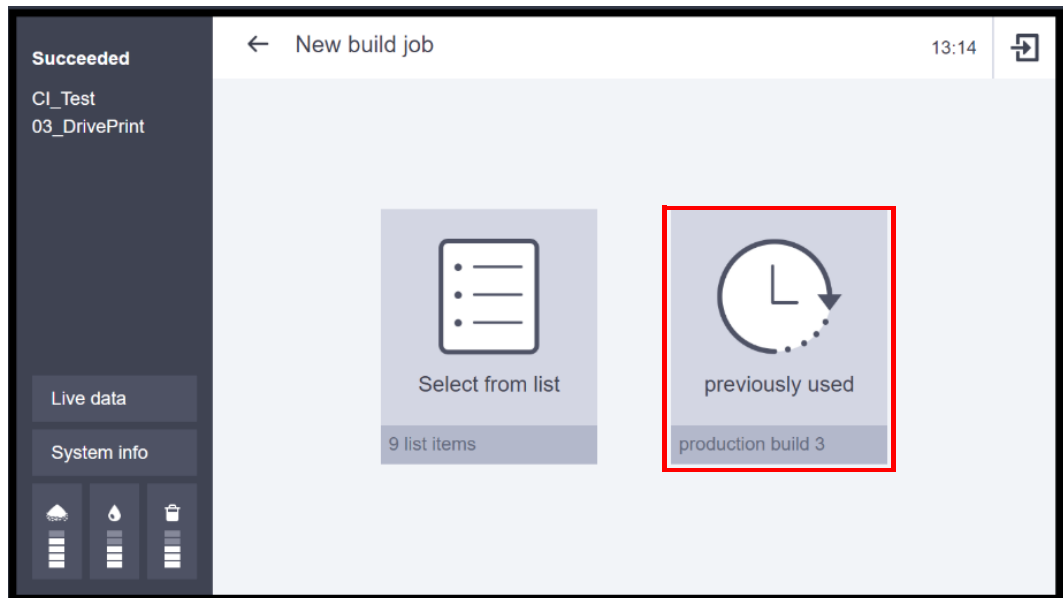 Succeeded
CI_Test
03_DrivePrint
Live data
System info
New build job
13:14
Select from list
9 list items
previously used
production build 3